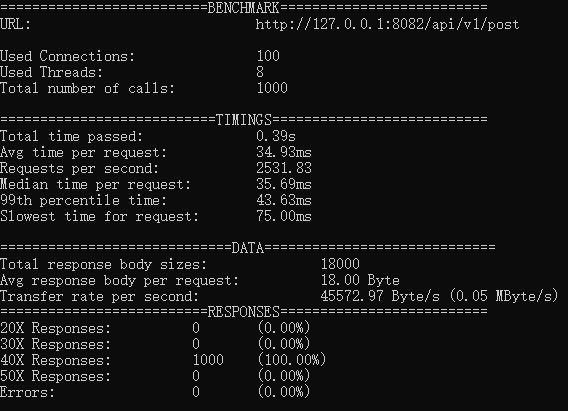 ==========================BENCHMARK==========================
URL: http://127.0.0.1:8082/api/v1/post
Used Connections: 100
Used Threads: 8
Total number of calls: 1000
===========================TIMINGS===========================
Total time passed: 0.39s
Avg time per request: 34.93ms
Requests per second: 2531.83
Median time per request: 35.69ms
99th percentile time: 43.63ms
Slowest time for request: 75.00ms
=============================DATA=============================
Total response body sizes: 18000
Avg response body per request: 18.00 Byte
Transfer rate per second: 45572.97 Byte/s (0.05 MByte/s)
==========================RESPONSES==========================
20X Responses: 0 (0.00%)
30X Responses: 0 (0.00%)
40X Responses: 1000 (100.00%)
50X Responses: 0 (0.00%)
Errors: 0 (0.00%)